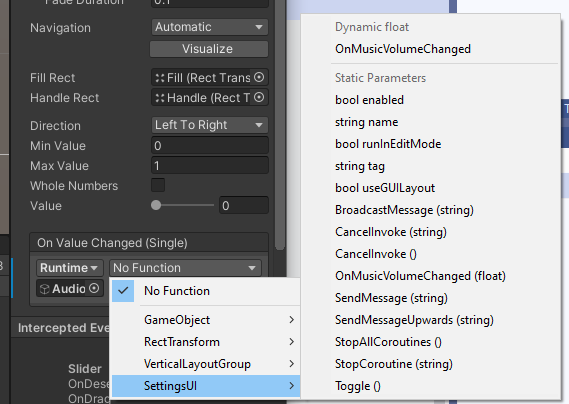 Fade Duration
0.1
Navigation
Automatic
Visualize
Fill Rect
Fill (Rect Trans
Handle Rect
Handle (Rect T
Direction
Left To Right
Min Value
0
Max Value
1
Whole Numbers
Value
0
On Value Changed (Single)
Runtime
No Function
Audio
Intercepted Eve
Slider
OnDese
OnDrag
No Function
GameObject
RectTransform
VerticalLayoutGroup
SettingsUI
Dynamic float
OnMusicVolumeChanged
Static Parameters
bool enabled
string name
bool runInEditMode
string tag
bool useGUILayout
BroadcastMessage (string)
CancelInvoke (string)
CancelInvoke ()
OnMusicVolumeChanged (float)
SendMessage (string)
SendMessageUpwards (string)
StopAllCoroutines ()
StopCoroutine (string)
Toggle ()